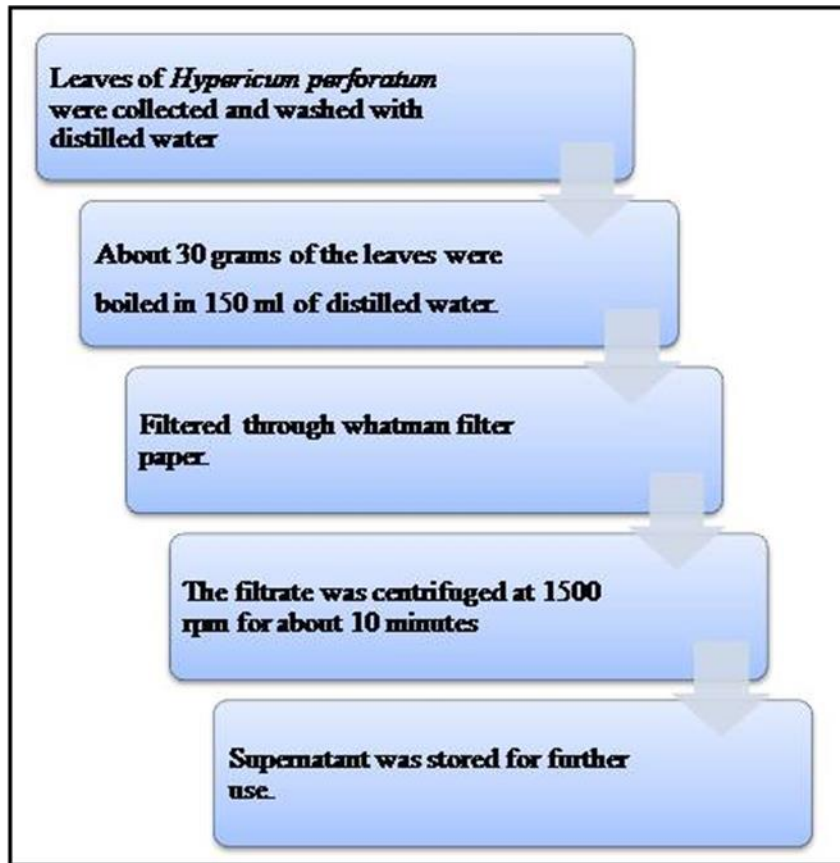 Leaves of Hypericum perforatum
were collected and washed with
distilled water
About 30 grams of the leaves were
boiled in 150 ml of distilled water.
Filtered through whatman filter
paper.
The filtrate was centrifuged at 1500
rpm for about 10 minutes
Supernatant was stored for further
use.